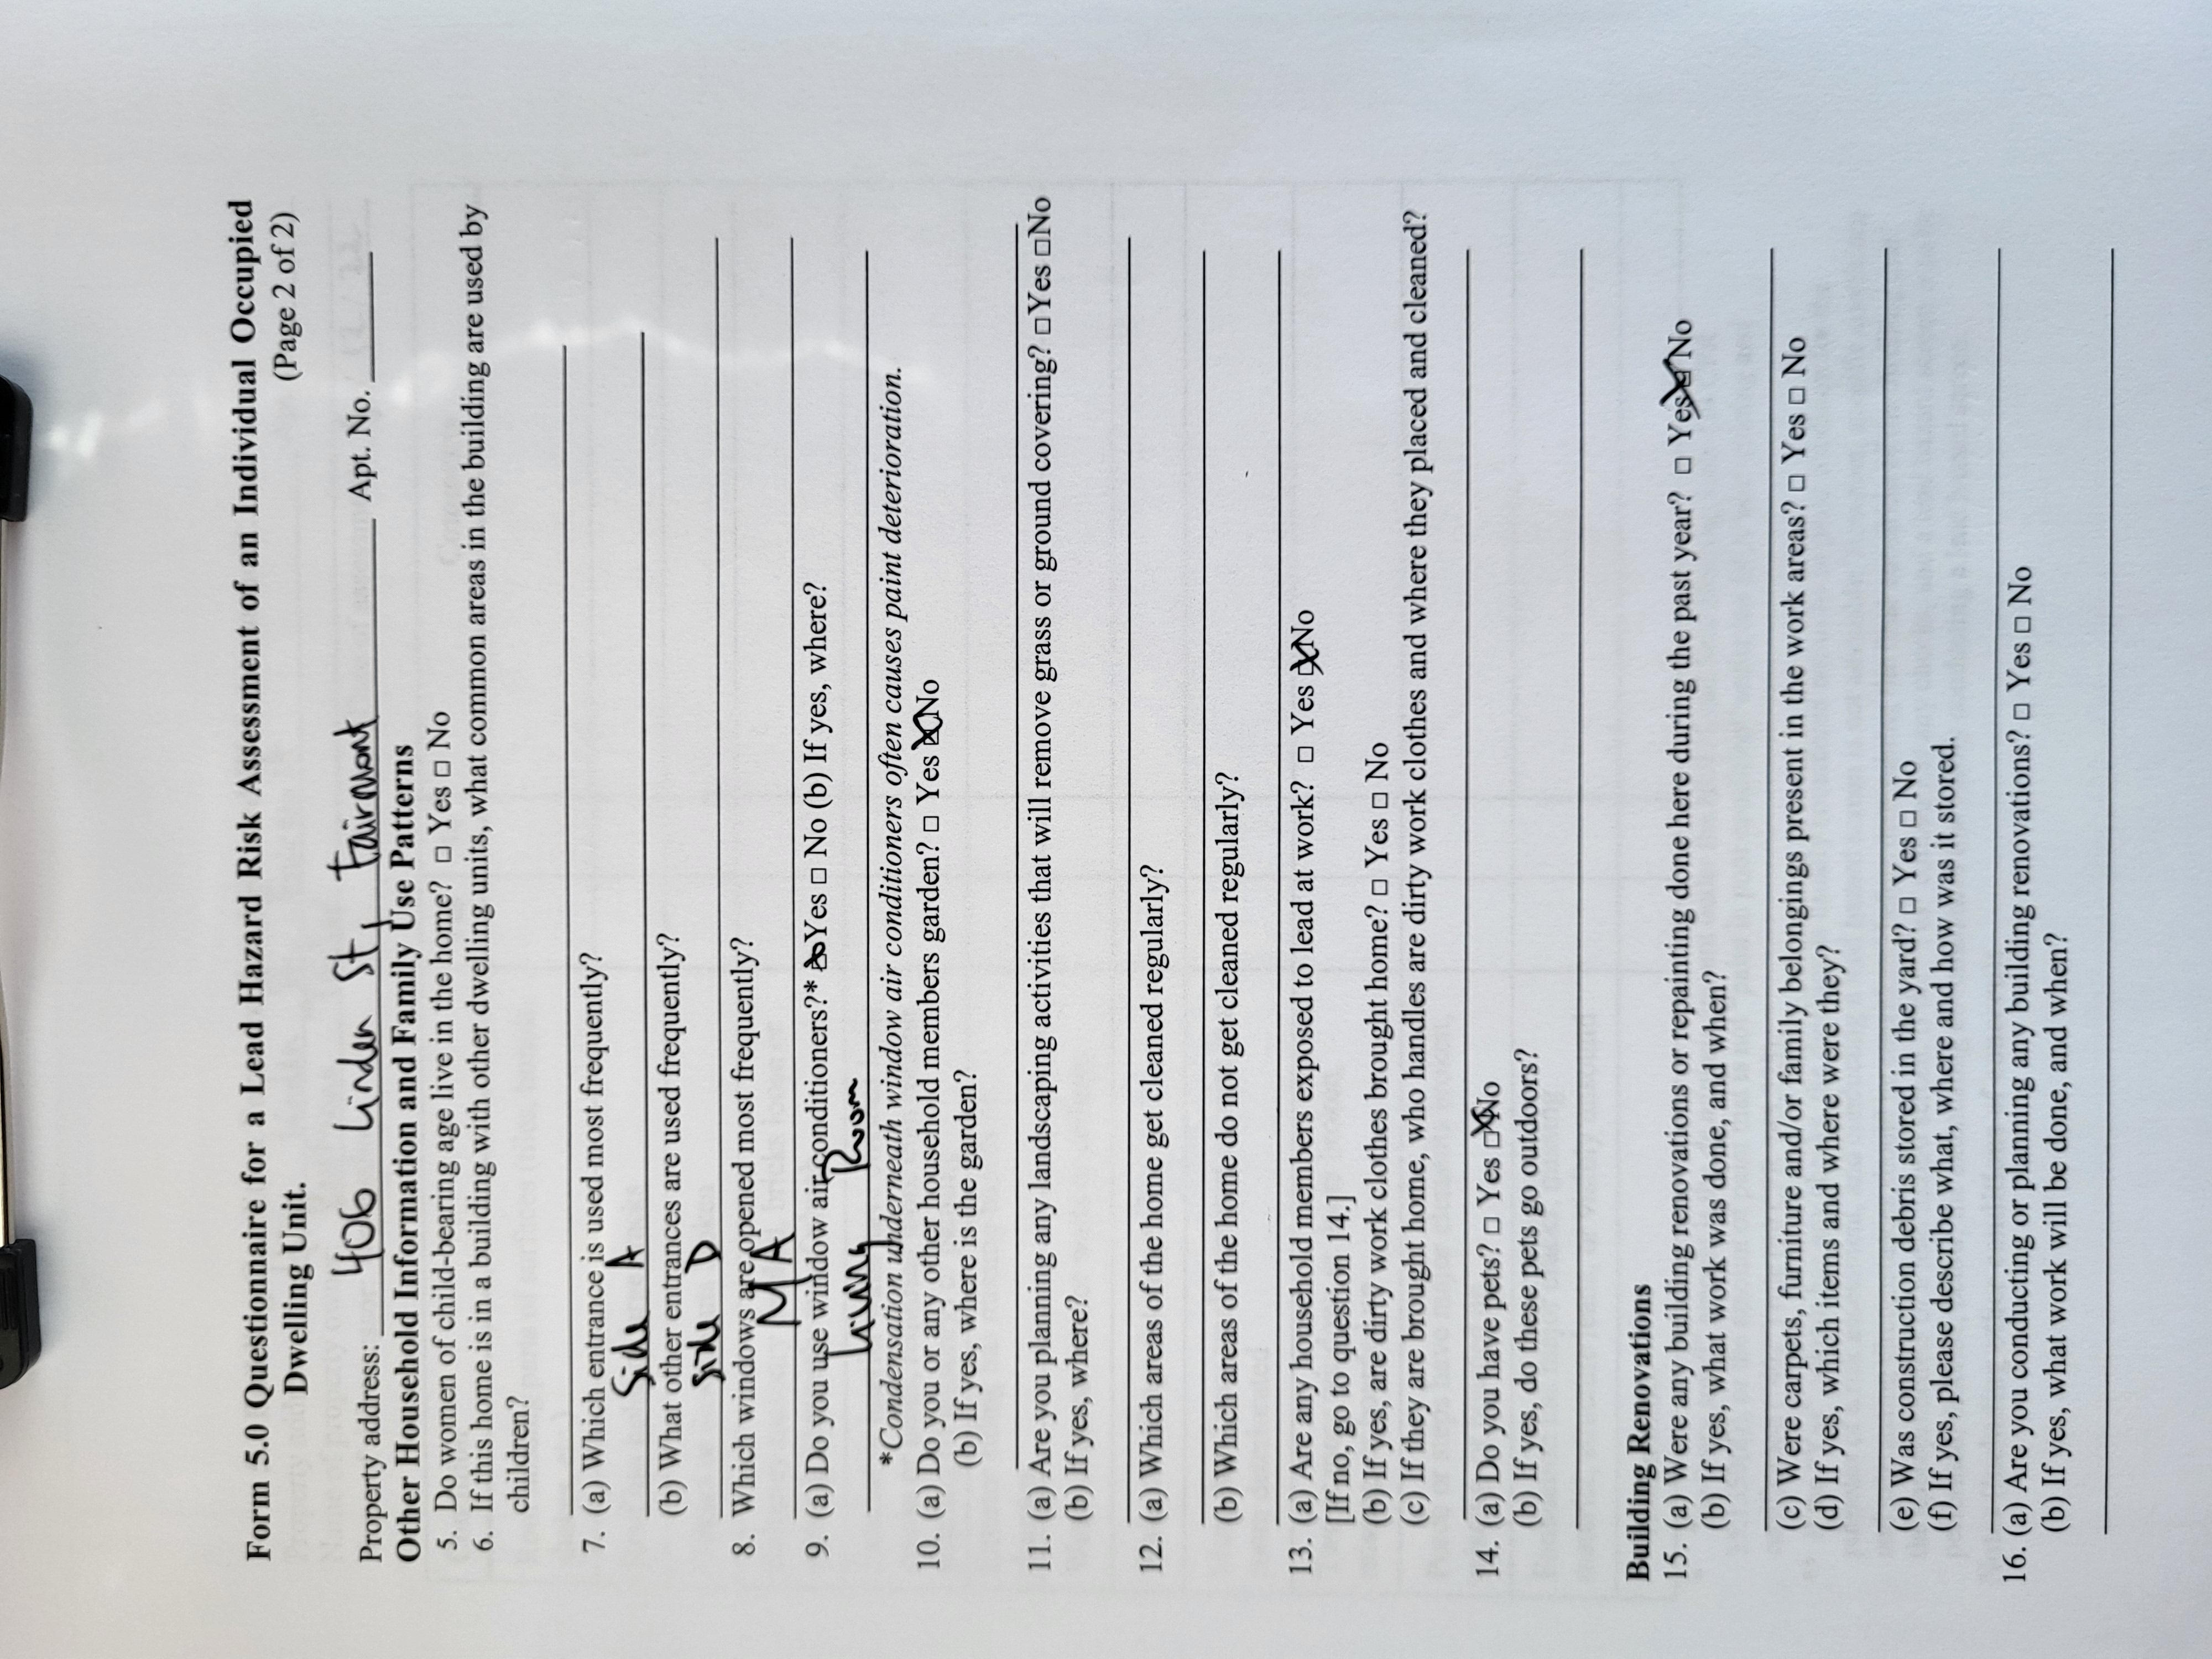 Form 5.0 Questionnaire for a Lead Hazard Risk Assessment of an Individual Occupied
Dwelling Unit. (Page 2 of 2)
Property address: 406 Linden St, Fairmont Apt. No.
Other Household Information and Family Use Patterns
5. Do women of child-bearing age live in the home? □ Yes □ No
6. If this home is in a building with other dwelling units, what common areas in the building are used by
children?
7. (a) Which entrance is used most frequently?
Side A
(b) What other entrances are used frequently?
side D
8. Which windows are opened most frequently?
MA
9. (a) Do you use window air conditioners?* ☒ Yes □ No (b) If yes, where?
Living Room
*Condensation underneath window air conditioners often causes paint deterioration.
10. (a) Do you or any other household members garden? □ Yes ☒ No
(b) If yes, where is the garden?
11. (a) Are you planning any landscaping activities that will remove grass or ground covering? □Yes □No
(b) If yes, where?
12. (a) Which areas of the home get cleaned regularly?
(b) Which areas of the home do not get cleaned regularly?
13. (a) Are any household members exposed to lead at work? □ Yes ☒ No
[If no, go to question 14.]
(b) If yes, are dirty work clothes brought home? □ Yes □ No
(c) If they are brought home, who handles are dirty work clothes and where they placed and cleaned?
14. (a) Do you have pets? □ Yes ☒ No
(b) If yes, do these pets go outdoors?
Building Renovations
15. (a) Were any building renovations or repainting done here during the past year? □ Yes ☒ No
(b) If yes, what work was done, and when?
(c) Were carpets, furniture and/or family belongings present in the work areas? □ Yes □ No
(d) If yes, which items and where were they?
(e) Was construction debris stored in the yard? □ Yes □ No
(f) If yes, please describe what, where and how was it stored.
16. (a) Are you conducting or planning any building renovations? □ Yes □ No
(b) If yes, what work will be done, and when?